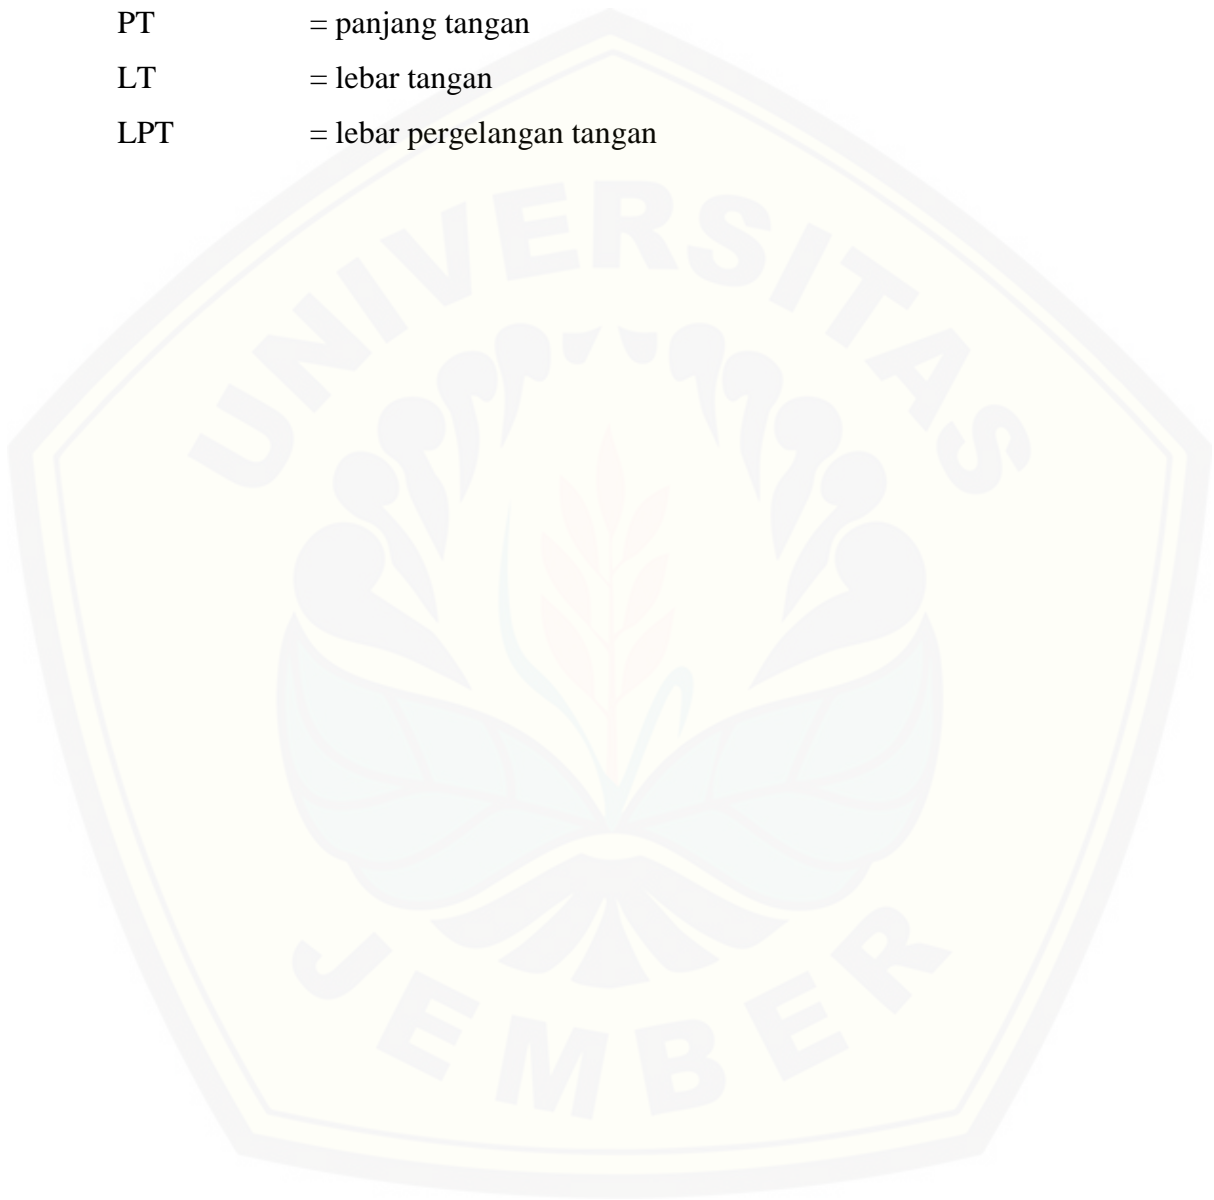 PT = panjang tangan
LT = lebar tangan
LPT = lebar pergelangan tangan
UNIVERSITAS
JEMBER